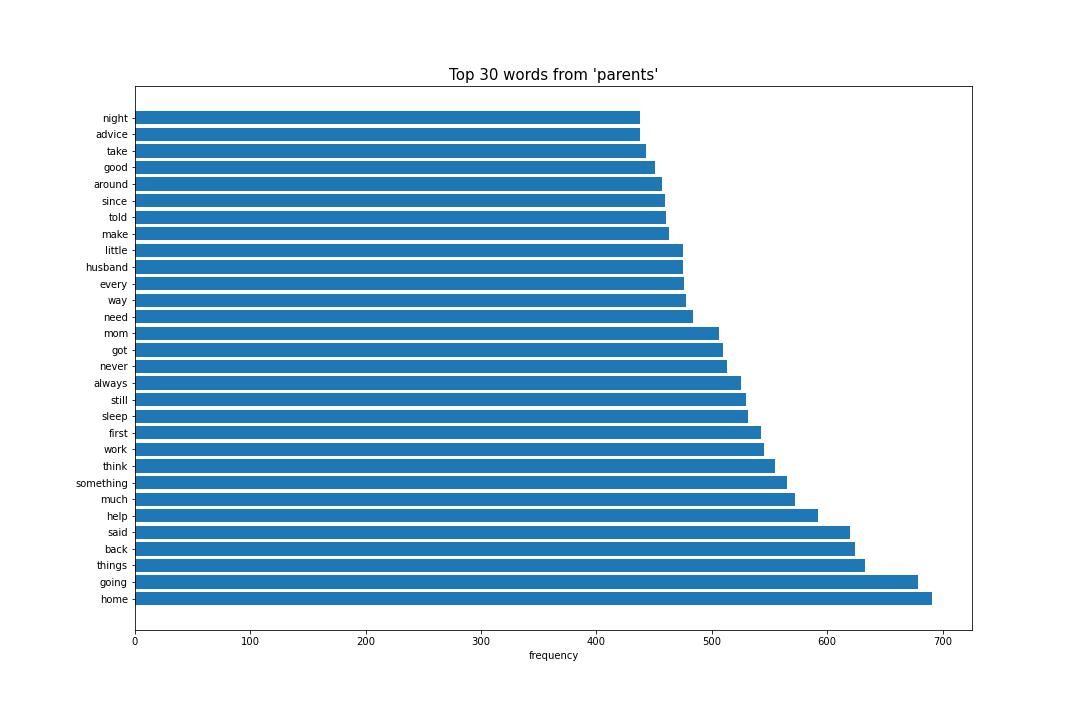 Top 30 words from 'parents'
night
advice
take
good
around
since
told
make
little
husband
every
way
need
mom
got
never
always
still
sleep
first
work
think
something
much
help
said
back
things
going
home
0 100 200 300 400 500 600 700
frequency